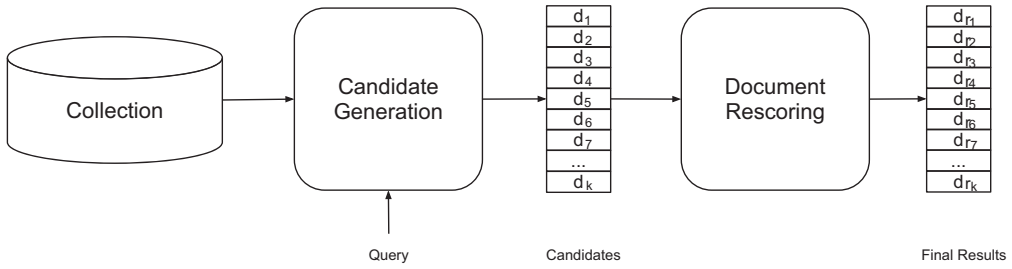 Collection
Candidate
Generation
d1
d2
d3
d4
d5
d6
d7
...
dk
Document
Rescoring
dr1
dr2
dr3
dr4
dr5
dr6
dr7
...
drk
Query
Candidates
Final Results